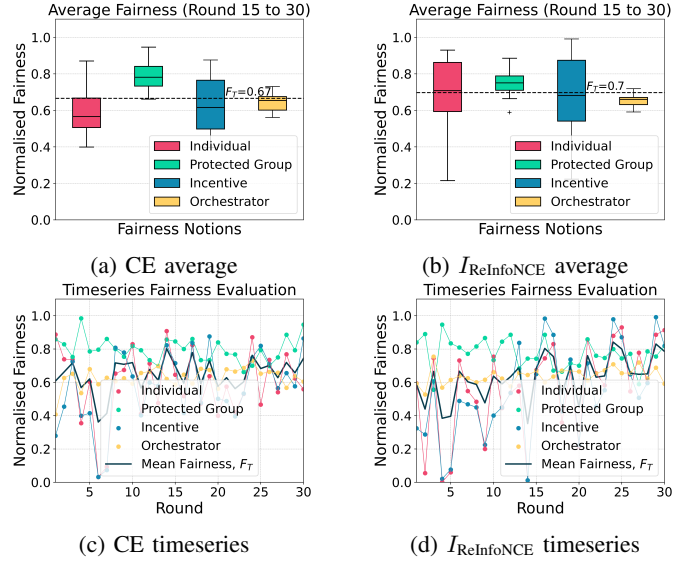 Average Fairness (Round 15 to 30)
Normalised Fairness
1.0
0.8
0.6
0.4
0.2
0.0
F_T=0.67
Individual
Protected Group
Incentive
Orchestrator
Fairness Notions
(a) CE average
Average Fairness (Round 15 to 30)
Normalised Fairness
1.0
0.8
0.6
0.4
0.2
0.0
F_T=0.7
Individual
Protected Group
Incentive
Orchestrator
Fairness Notions
(b) I_ReInfoNCE average
Timeseries Fairness Evaluation
Normalised Fairness
1.0
0.8
0.6
0.4
0.2
0.0
Individual
Protected Group
Incentive
Orchestrator
Mean Fairness, F_T
5 10 15 20 25 30
Round
(c) CE timeseries
Timeseries Fairness Evaluation
Normalised Fairness
1.0
0.8
0.6
0.4
0.2
0.0
Individual
Protected Group
Incentive
Orchestrator
Mean Fairness, F_T
5 10 15 20 25 30
Round
(d) I_ReInfoNCE timeseries